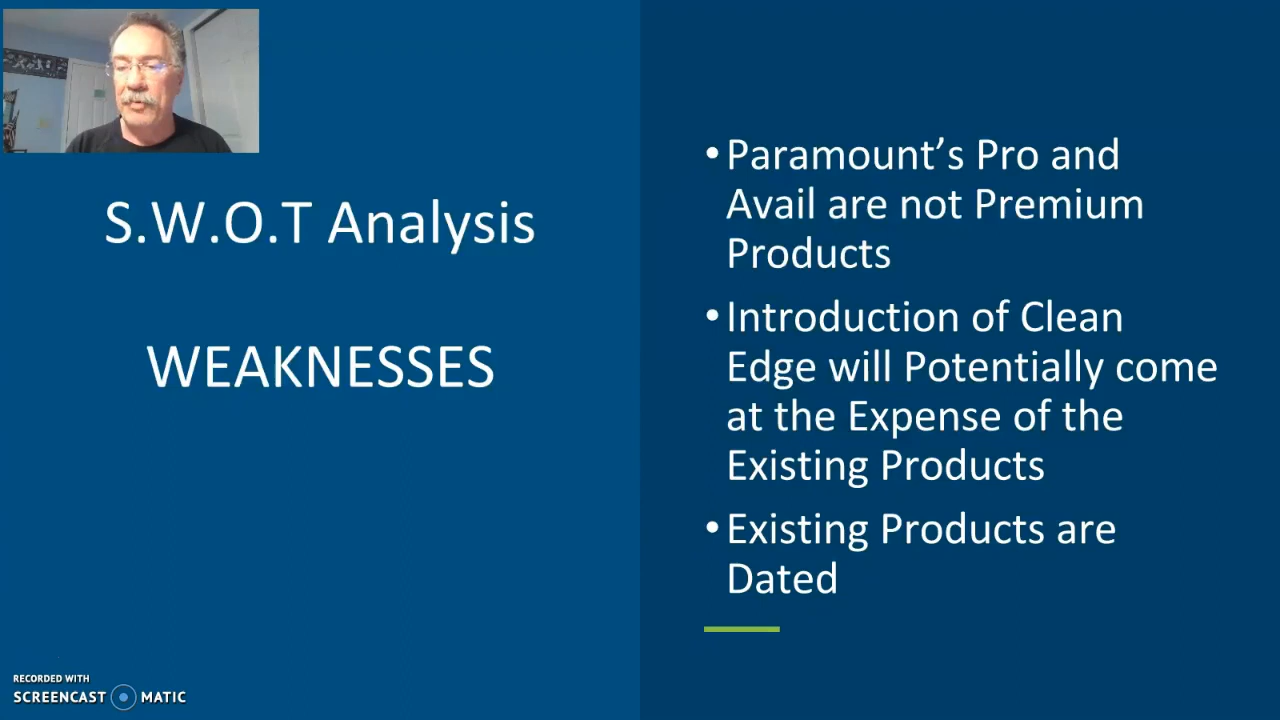 S.W.O.T Analysis
WEAKNESSES
•Paramount’s Pro and
Avail are not Premium
Products
•Introduction of Clean
Edge will Potentially come
at the Expense of the
Existing Products
•Existing Products are
Dated
RECORDED WITH
SCREENCAST MATIC